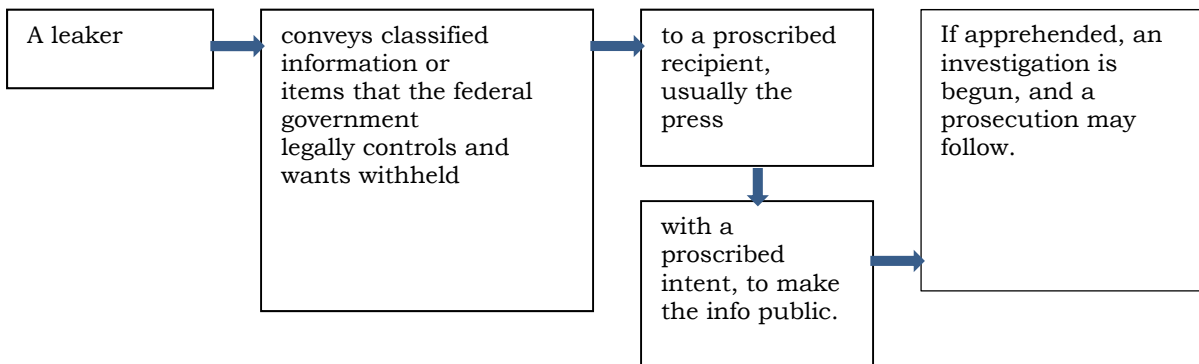 A leaker
conveys classified
information or
items that the federal
government
legally controls and
wants withheld
to a proscribed
recipient,
usually the
press
with a
proscribed
intent, to make
the info public.
If apprehended, an
investigation is
begun, and a
prosecution may
follow.